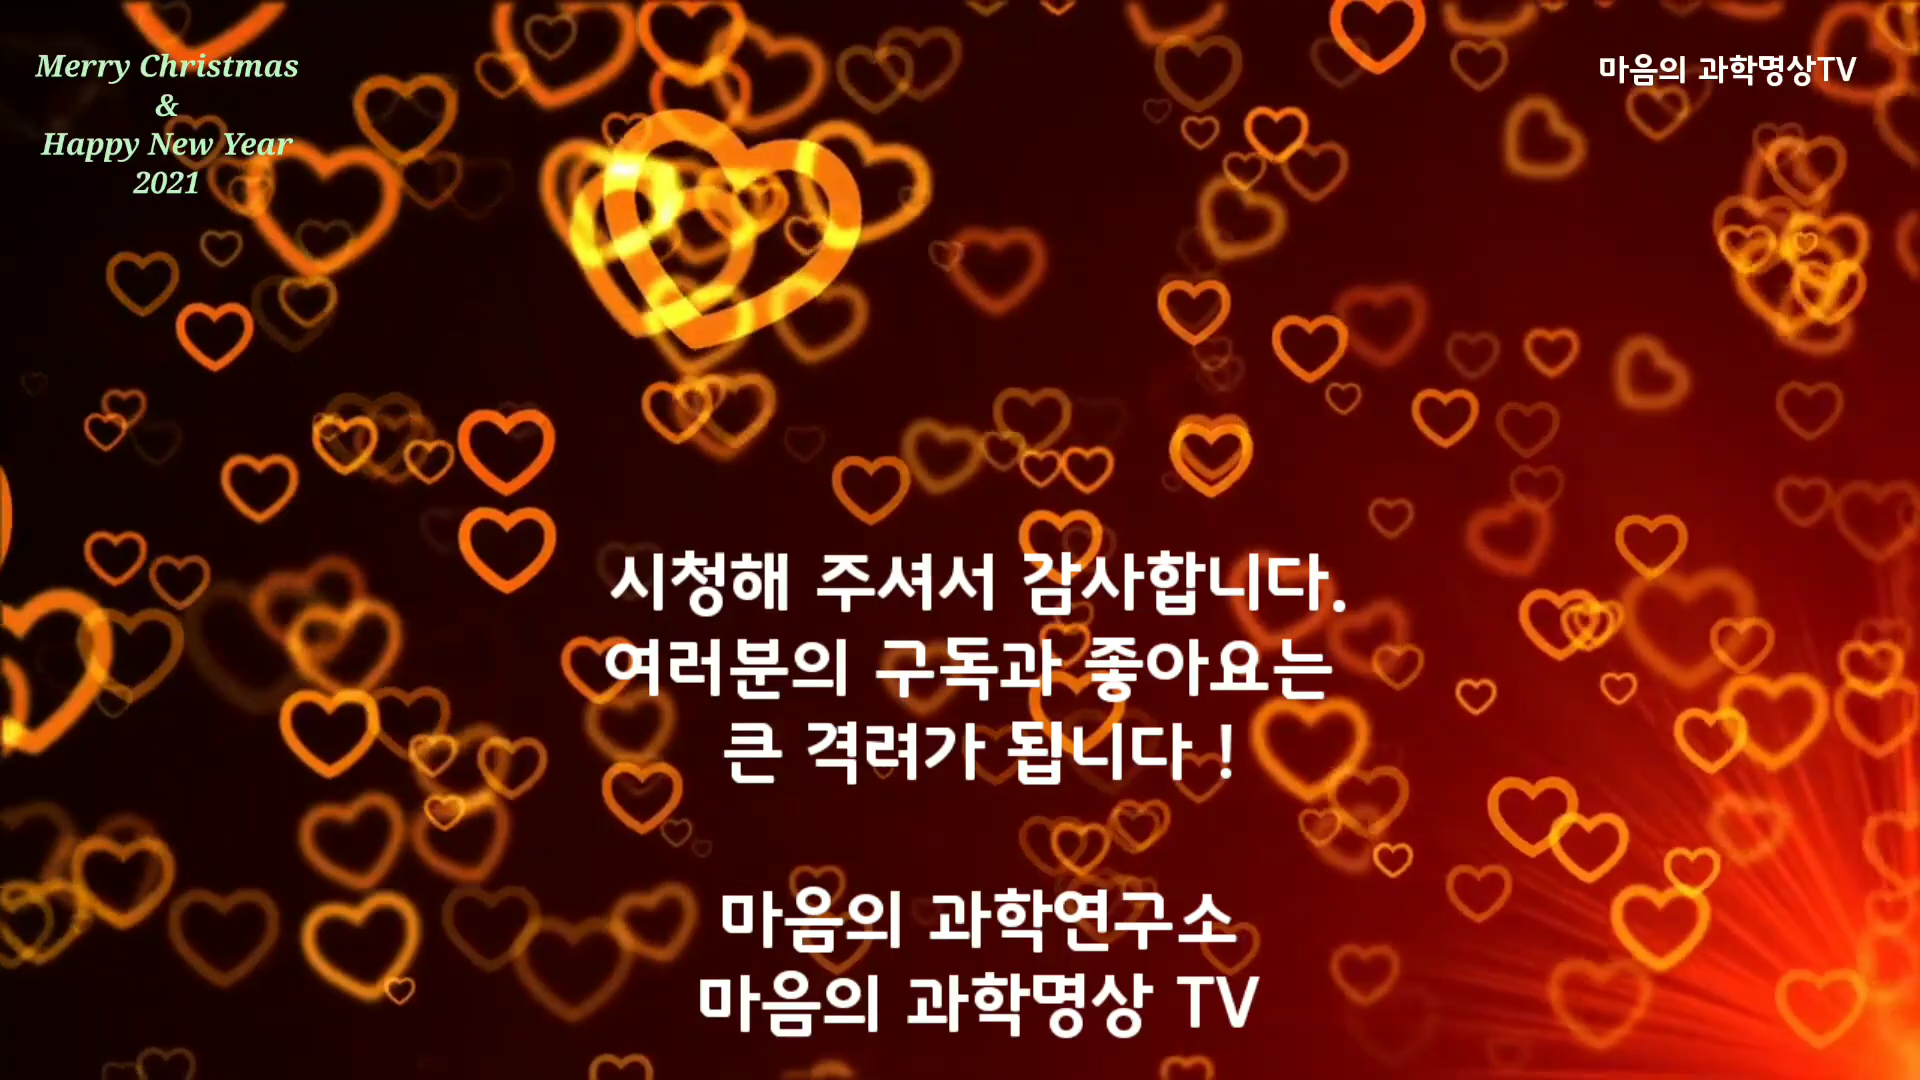 Merry Christmas
&
Happy New Year
2021
마음의 과학명상TV
시청해 주셔서 감사합니다.
여러분의 구독과 좋아요는
큰 격려가 됩니다 !
마음의 과학연구소
마음의 과학명상 TV